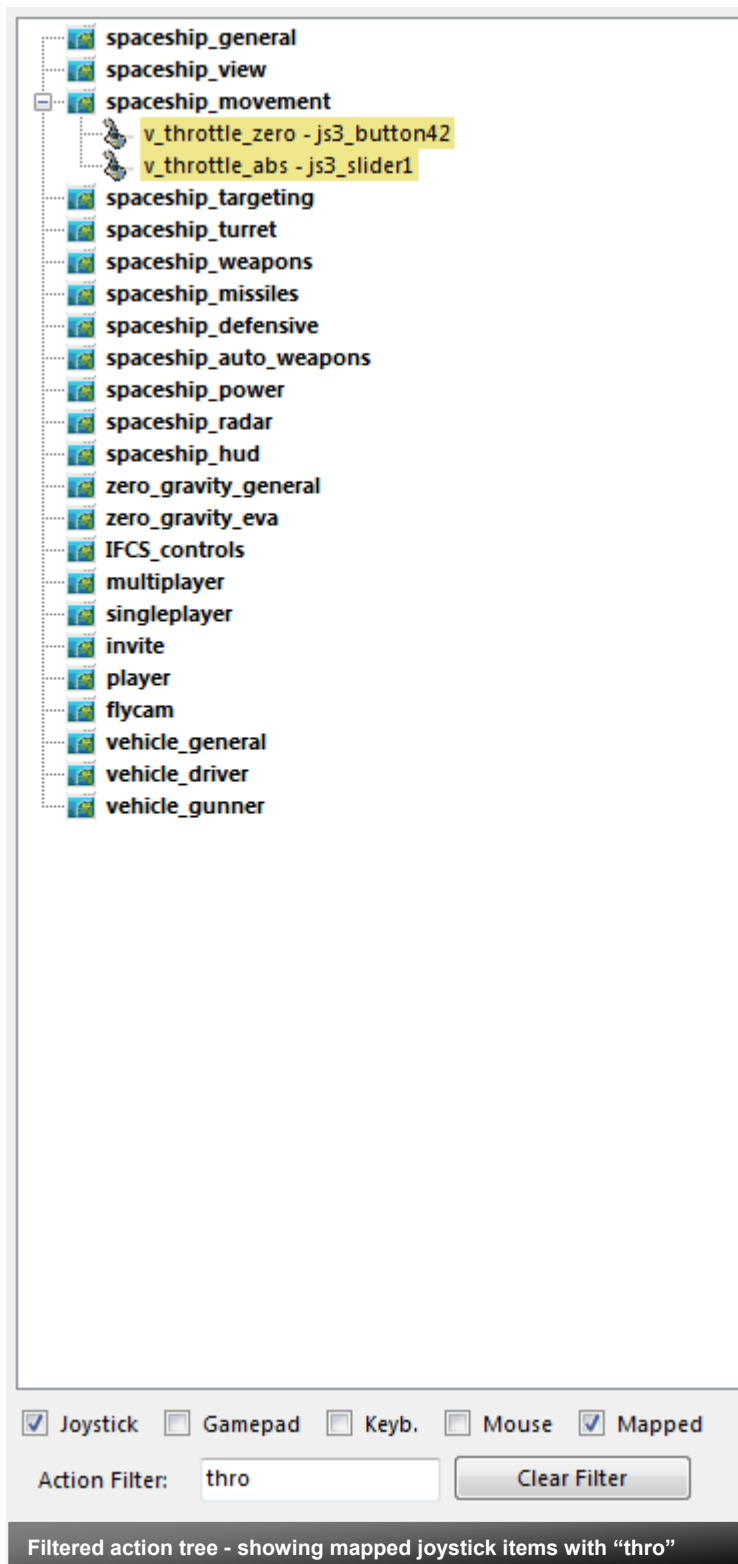 spaceship_general
spaceship_view
spaceship_movement
v_throttle_zero - js3_button42
v_throttle_abs - js3_slider1
spaceship_targeting
spaceship_turret
spaceship_weapons
spaceship_missiles
spaceship_defensive
spaceship_auto_weapons
spaceship_power
spaceship_radar
spaceship_hud
zero_gravity_general
zero_gravity_eva
IFCS_controls
multiplayer
singleplayer
invite
player
flycam
vehicle_general
vehicle_driver
vehicle_gunner
Joystick Gamepad Keyb. Mouse Mapped
Action Filter: thro Clear Filter
Filtered action tree - showing mapped joystick items with “thro”